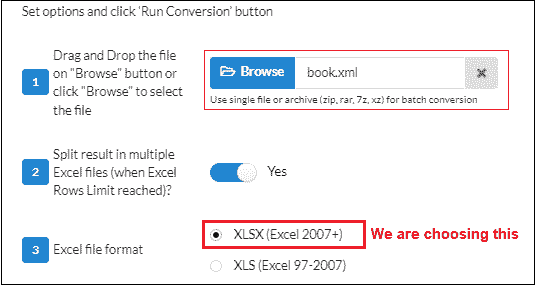 Set options and click 'Run Conversion' button
1
Drag and Drop the file
on "Browse" button or
click "Browse" to select
the file
Browse book.xml
Use single file or archive (zip, rar, 7z, xz) for batch conversion
2
Split result in multiple
Excel files (when Excel
Rows Limit reached)?
Yes
3
Excel file format
XLSX (Excel 2007+)
We are choosing this
XLS (Excel 97-2007)